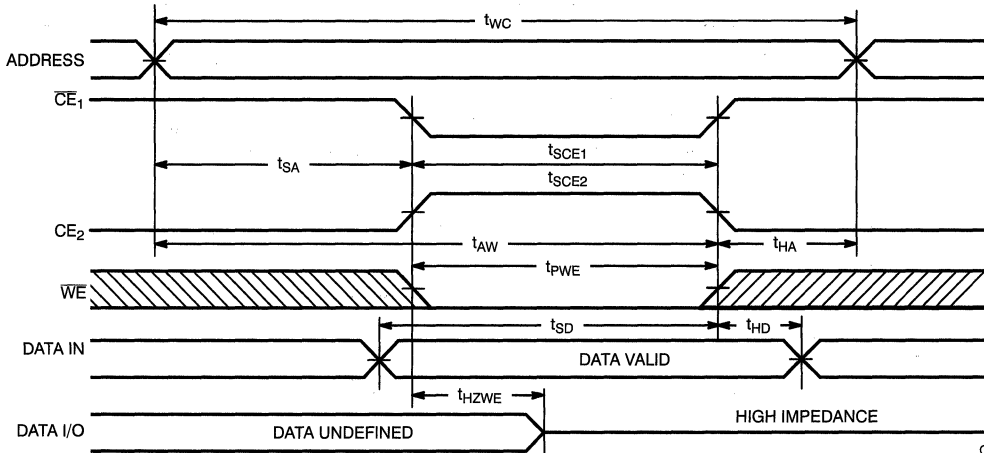 tWC
ADDRESS
CE1
tSA
tSCE1
tSCE2
CE2
tAW
tHA
tPWE
WE
tSD
tHD
DATA IN
DATA VALID
tHZWE
DATA I/O
DATA UNDEFINED
HIGH IMPEDANCE